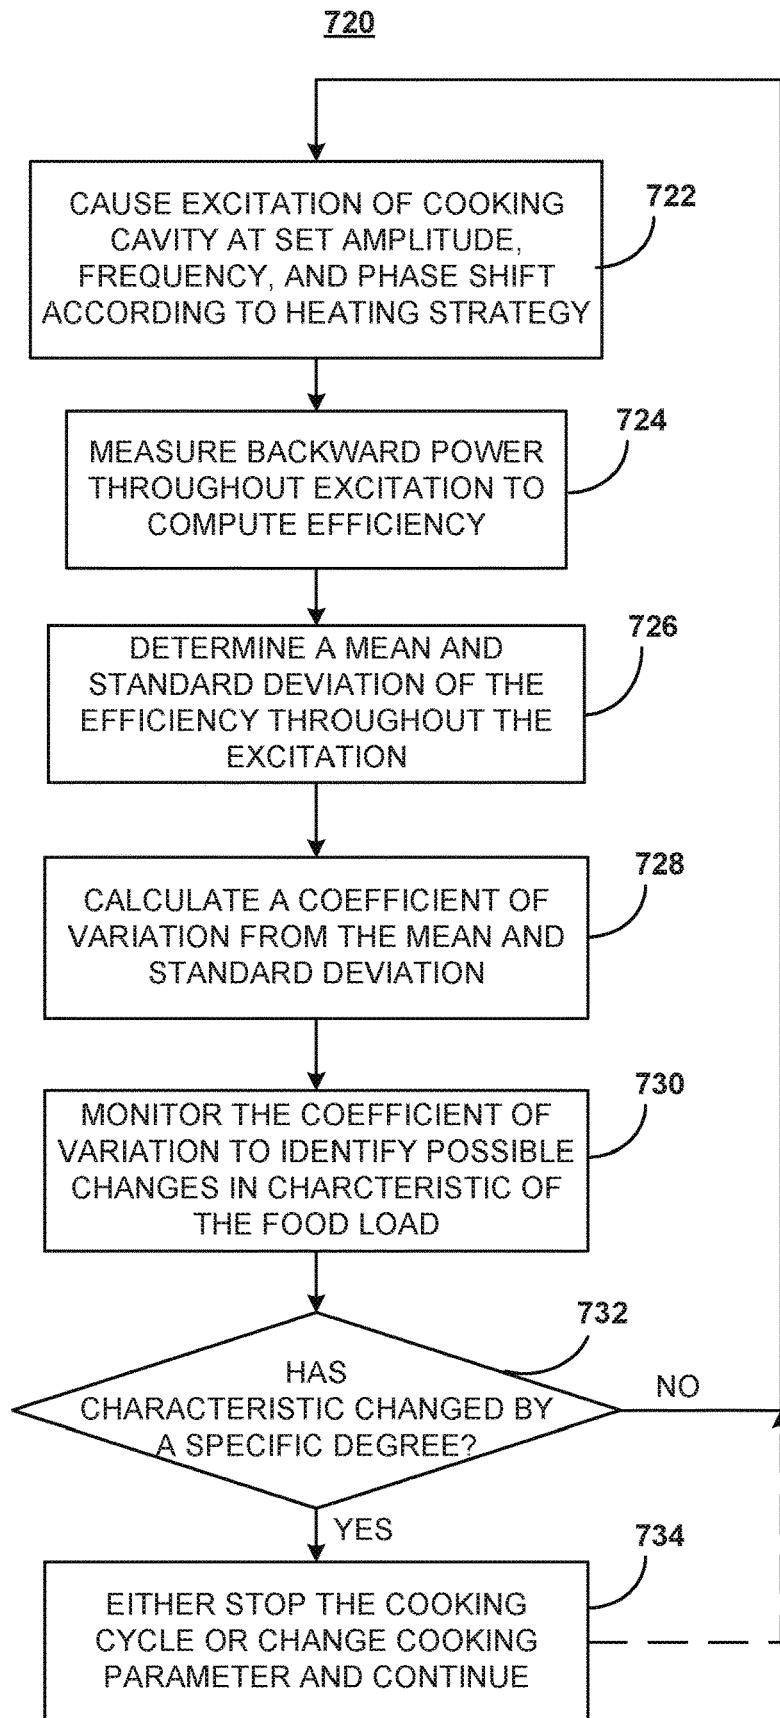 720
CAUSE EXCITATION OF COOKING
CAVITY AT SET AMPLITUDE,
FREQUENCY, AND PHASE SHIFT
ACCORDING TO HEATING STRATEGY
722
MEASURE BACKWARD POWER
THROUGHOUT EXCITATION TO
COMPUTE EFFICIENCY
724
DETERMINE A MEAN AND
STANDARD DEVIATION OF THE
EFFICIENCY THROUGHOUT THE
EXCITATION
726
CALCULATE A COEFFICIENT OF
VARIATION FROM THE MEAN AND
STANDARD DEVIATION
728
MONITOR THE COEFFICIENT OF
VARIATION TO IDENTIFY POSSIBLE
CHANGES IN CHARCTERISTIC OF
THE FOOD LOAD
730
HAS
CHARACTERISTIC CHANGED BY
A SPECIFIC DEGREE?
732
NO
YES
EITHER STOP THE COOKING
CYCLE OR CHANGE COOKING
PARAMETER AND CONTINUE
734